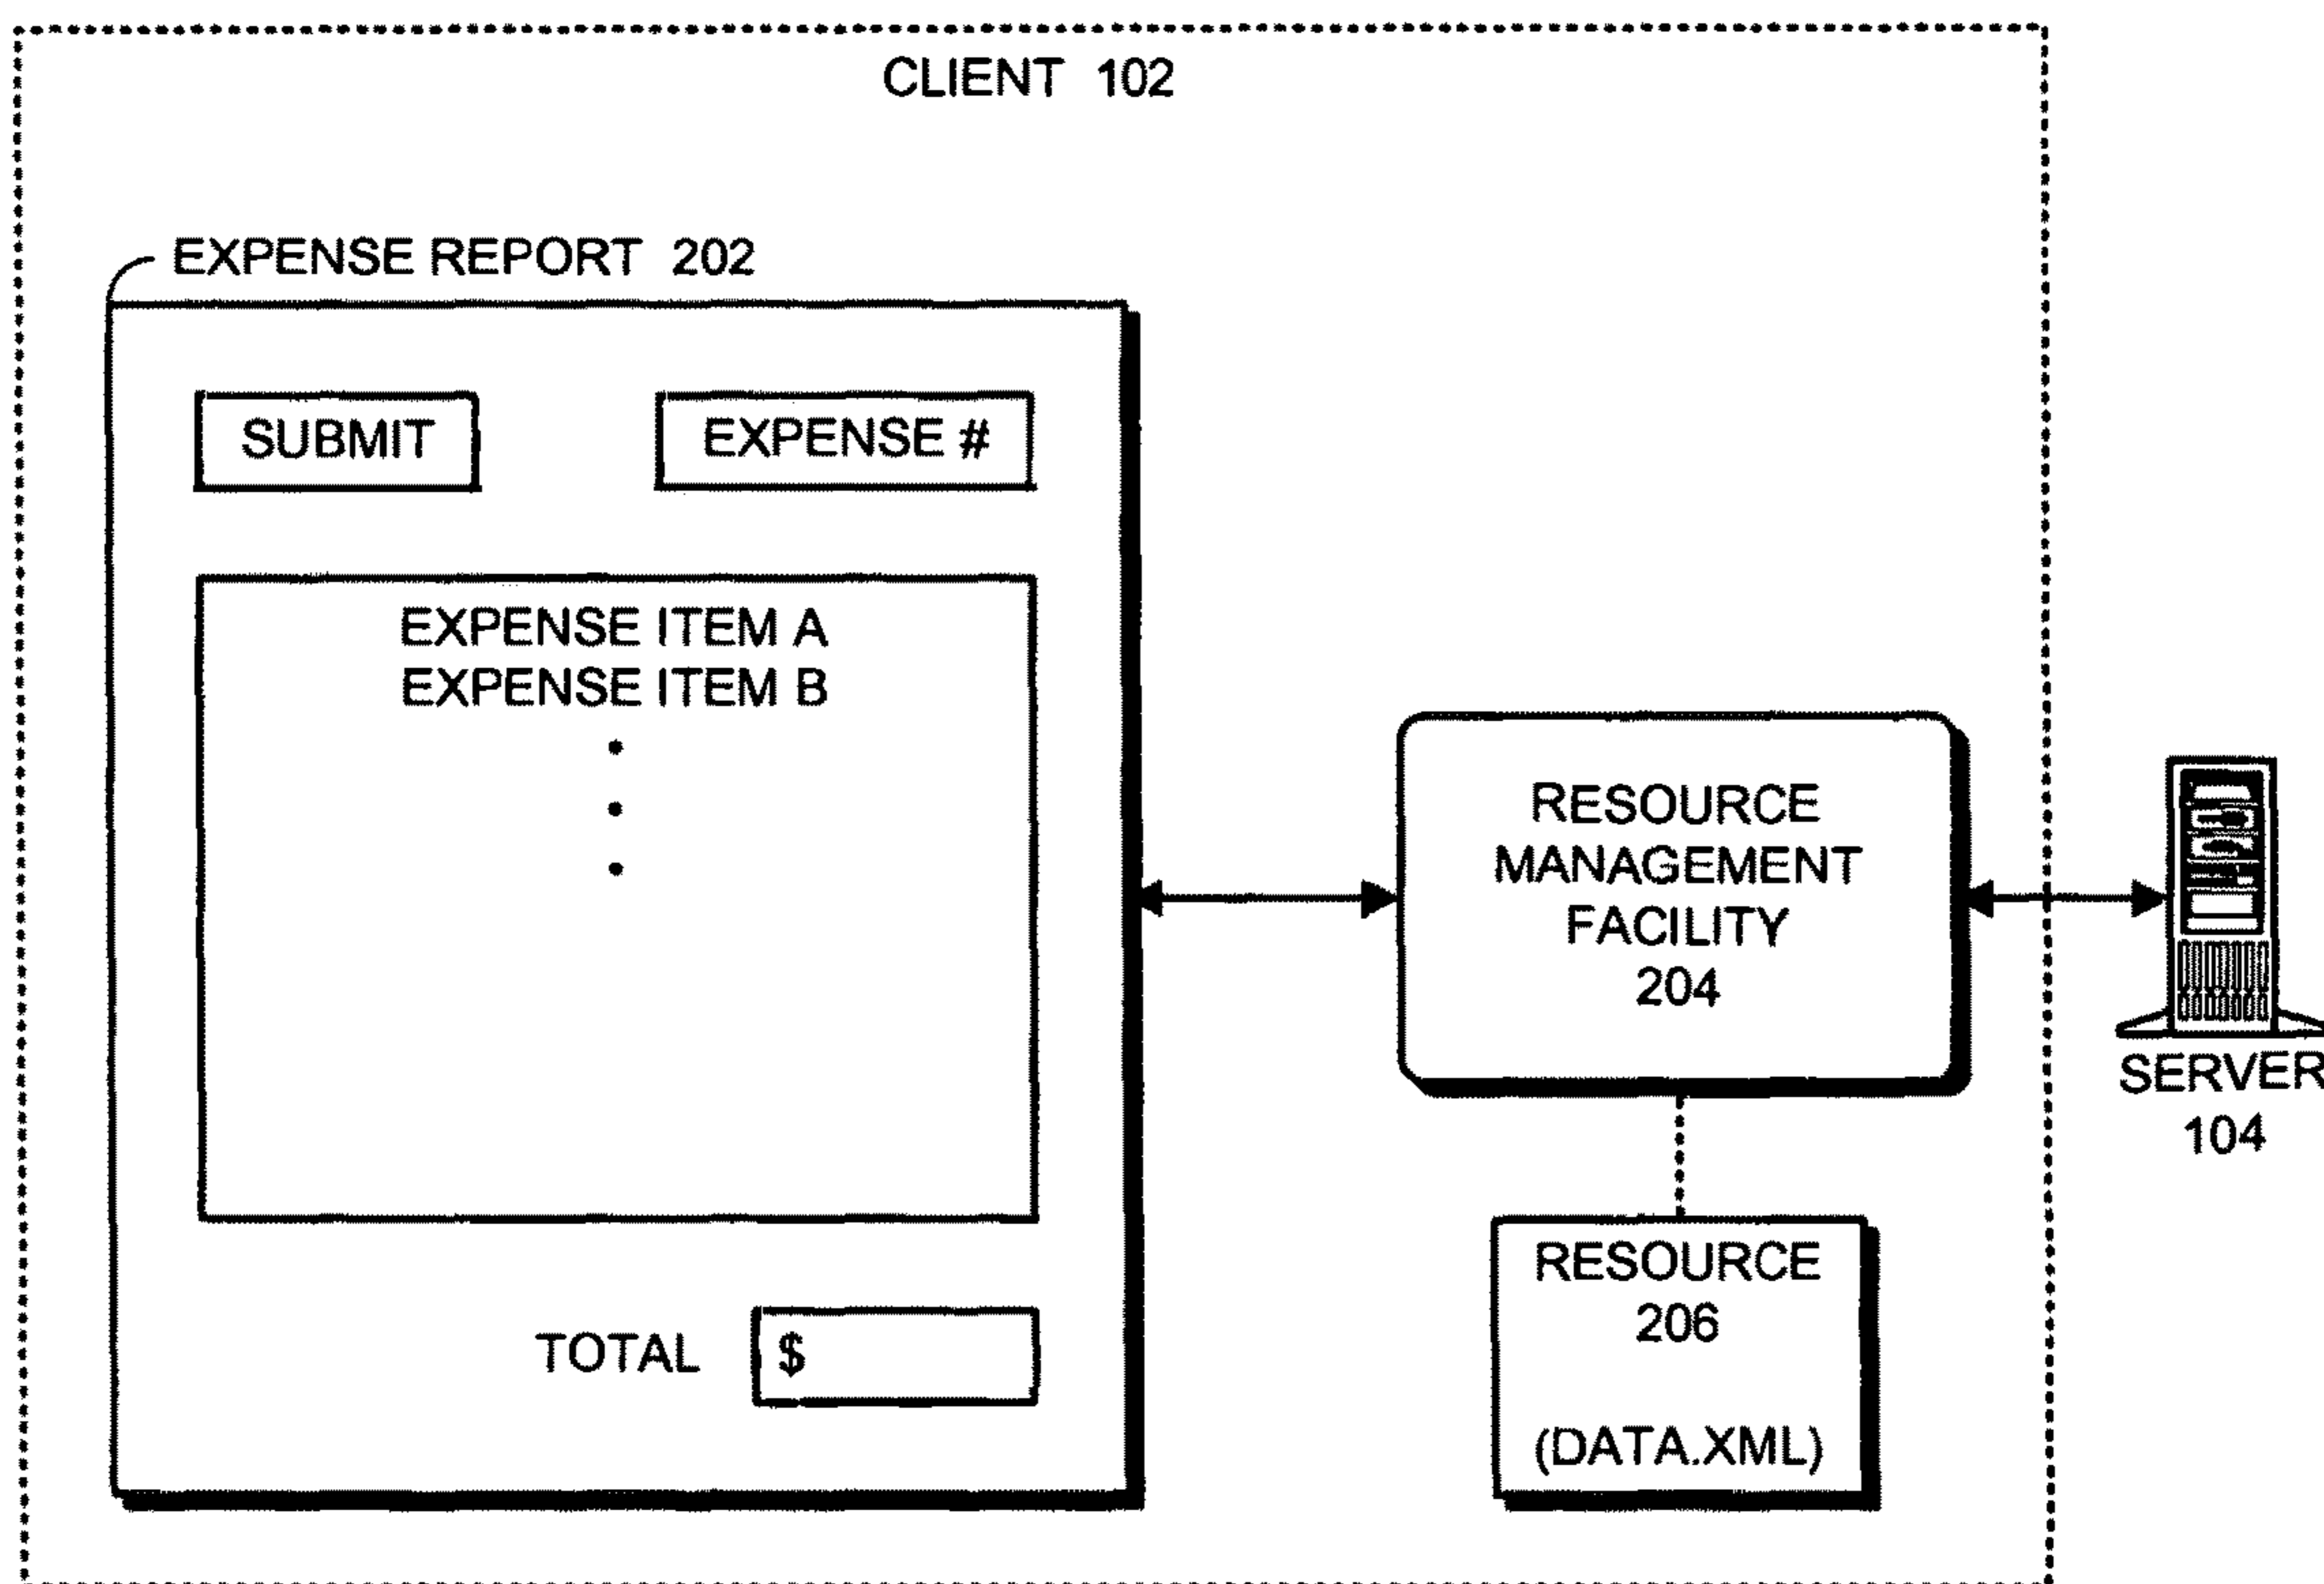 CLIENT 102
EXPENSE REPORT 202
SUBMIT
EXPENSE #
EXPENSE ITEM A
EXPENSE ITEM B
TOTAL
$
RESOURCE
MANAGEMENT
FACILITY
204
RESOURCE
206
(DATA.XML)
SERVER
104